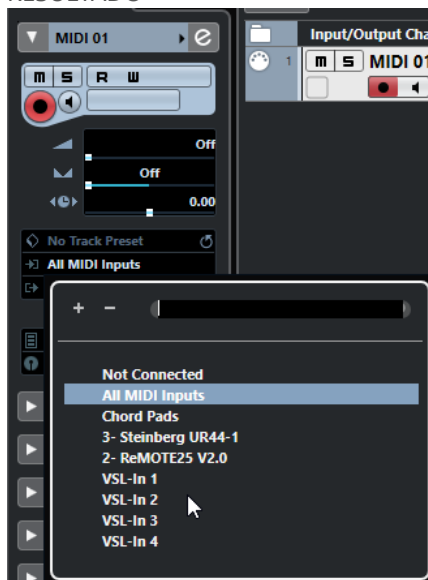 MIDI 01
e
m S R W
Off
Off
0.00
No Track Preset
All MIDI Inputs
+ -
Not Connected
All MIDI Inputs
Chord Pads
3- Steinberg UR44-1
2- ReMOTE25 V2.0
VSL-In 1
VSL-In 2
VSL-In 3
VSL-In 4
Input/Output Cha
1 m S MIDI 01